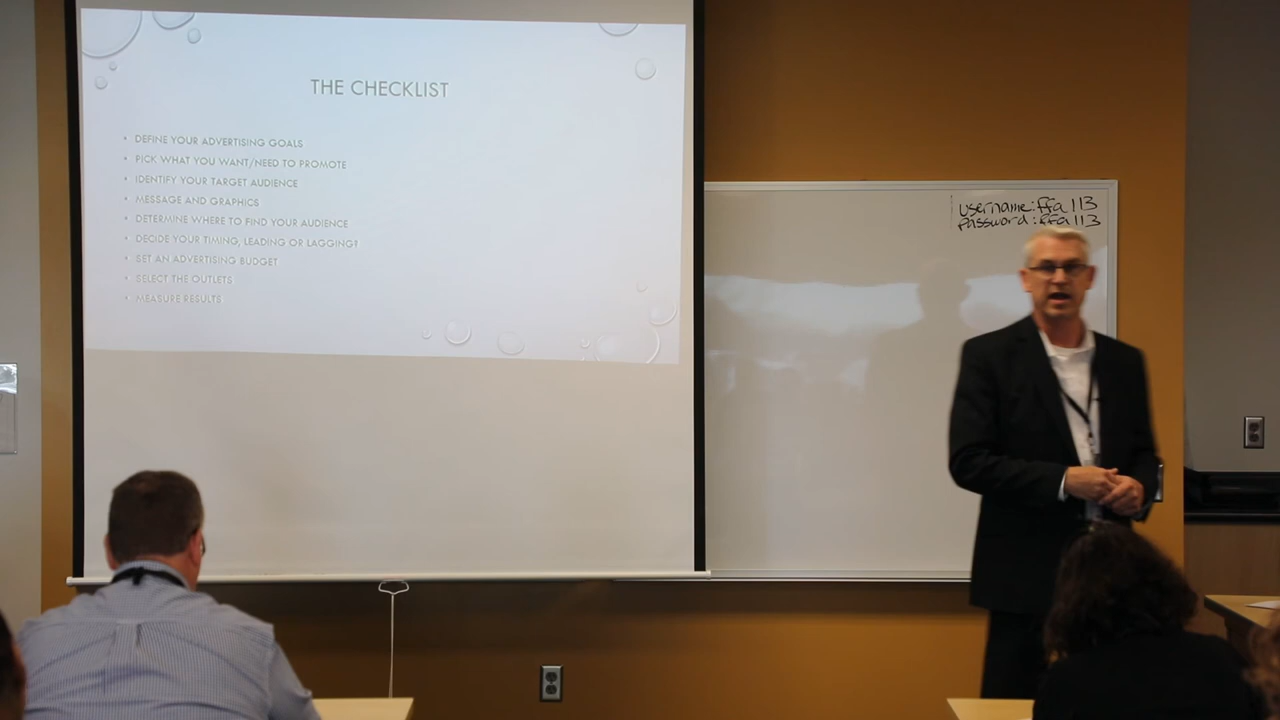 THE CHECKLIST
• DEFINE YOUR ADVERTISING GOALS
• PICK WHAT YOU WANT/NEED TO PROMOTE
• IDENTIFY YOUR TARGET AUDIENCE
• MESSAGE AND GRAPHICS
• DETERMINE WHERE TO FIND YOUR AUDIENCE
• DECIDE YOUR TIMING, LEADING OR LAGGING?
• SET AN ADVERTISING BUDGET
• SELECT THE OUTLETS
• MEASURE RESULTS
username: ffa113
password: ffa113